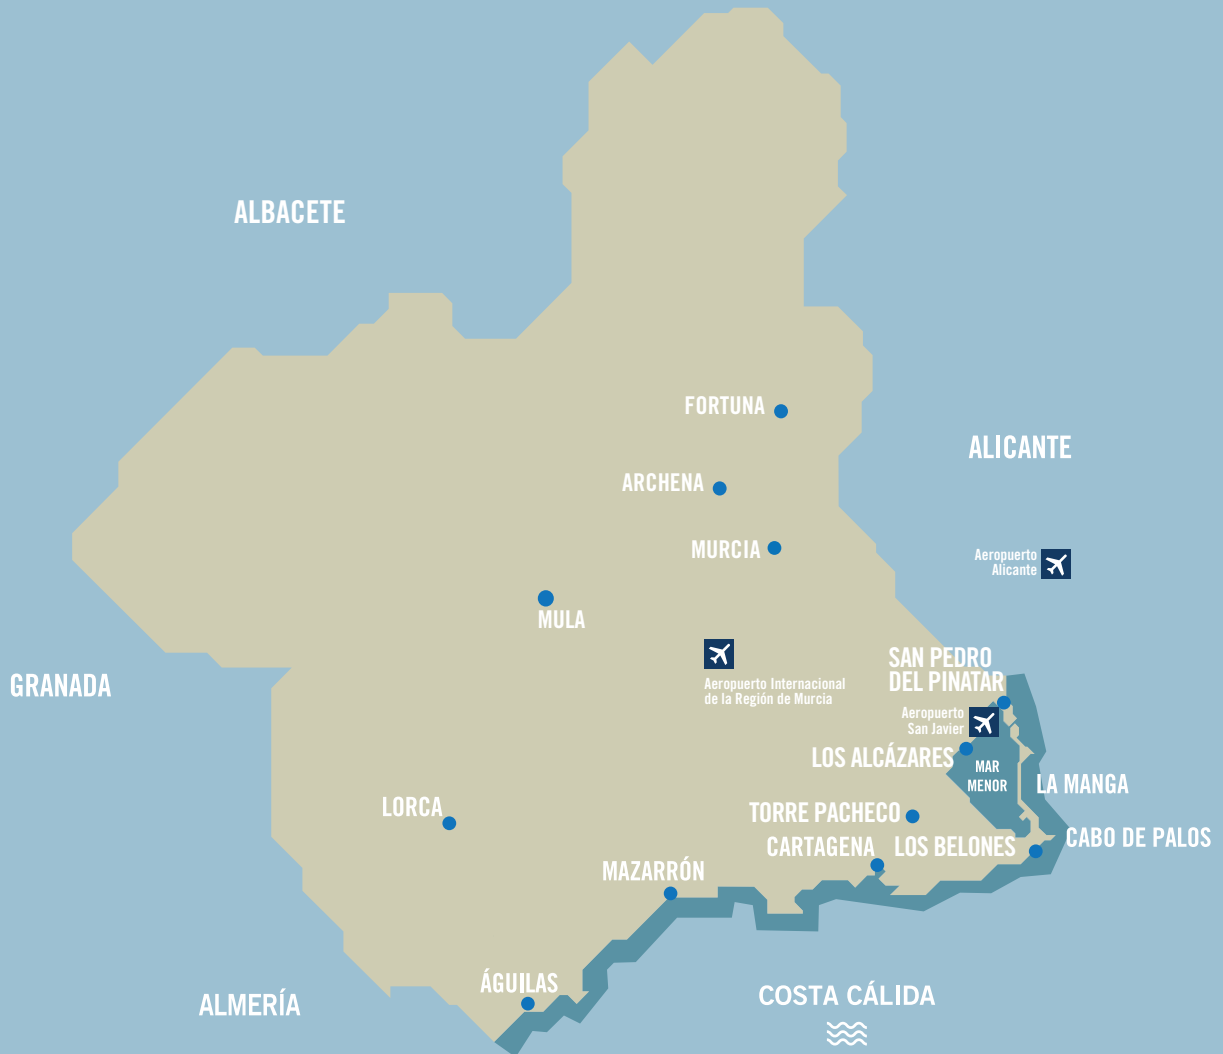 ALBACETE
FORTUNA
ALICANTE
ARCHENA
MURCIA
Aeropuerto
Alicante
MULA
GRANADA
Aeropuerto Internacional
de la Región de Murcia
SAN PEDRO
DEL PINATAR
Aeropuerto
San Javier
LOS ALCÁZARES
MAR
MENOR
LA MANGA
LORCA
TORRE PACHECO
CABO DE PALOS
CARTAGENA
LOS BELONES
MAZARRÓN
ÁGUILAS
ALMERÍA
COSTA CÁLIDA